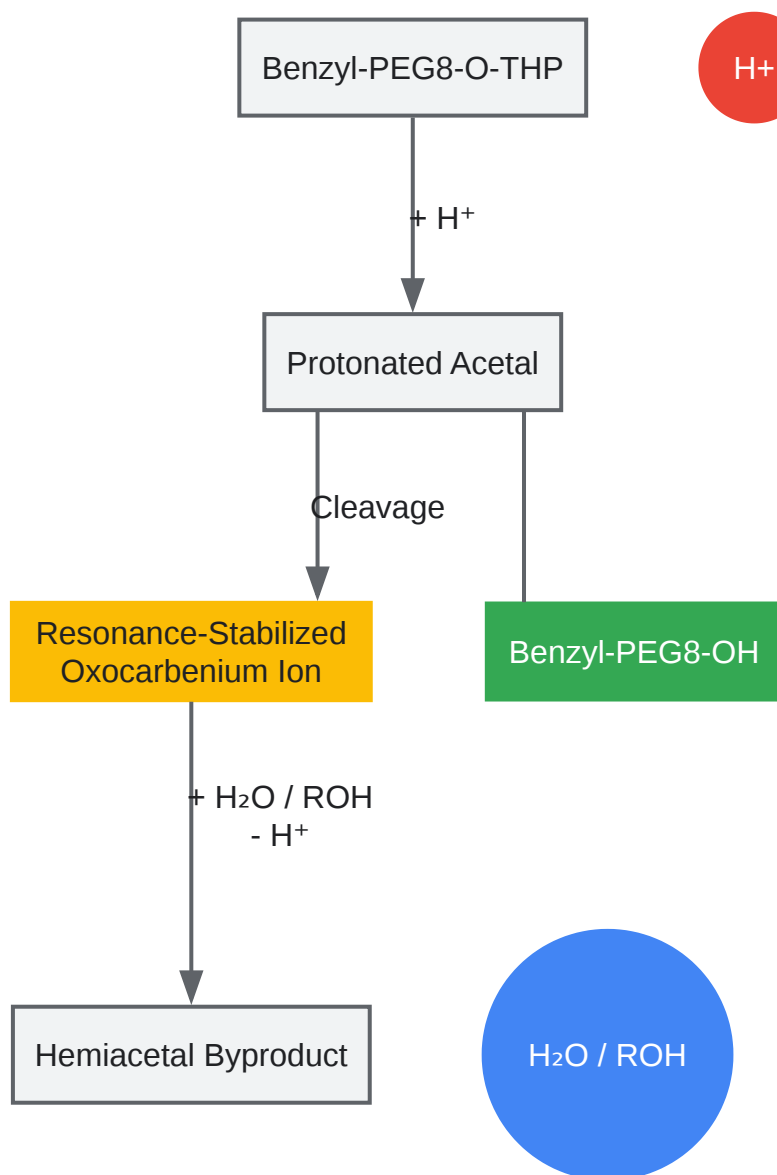 Benzyl-PEG8-O-THP
H+
+ H⁺
Protonated Acetal
Cleavage
Resonance-Stabilized
Oxocarbenium Ion
Benzyl-PEG8-OH
+ H₂O / ROH
- H⁺
Hemiacetal Byproduct
H₂O / ROH